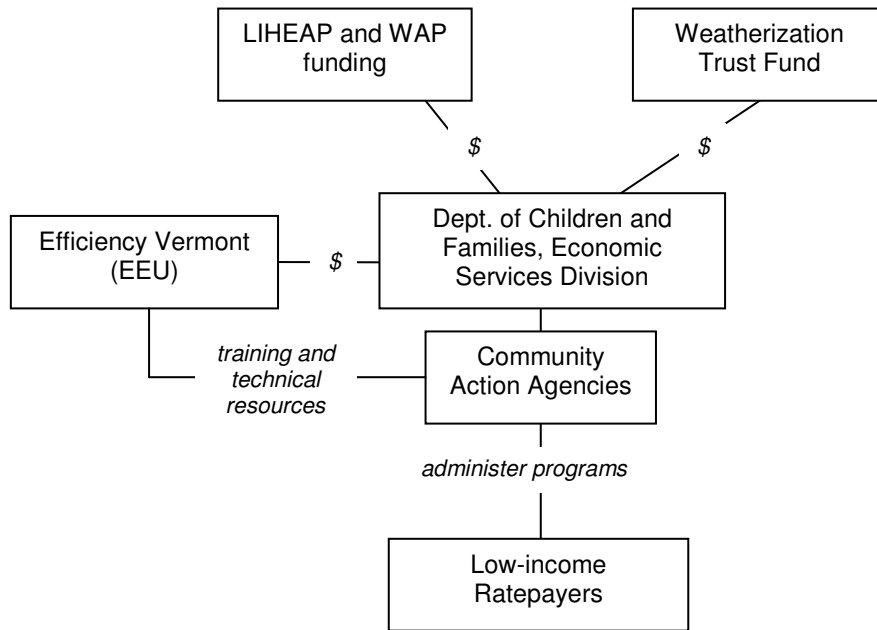 LIHEAP and WAP
funding
Weatherization
Trust Fund
$
$
Dept. of Children and
Families, Economic
Services Division
Efficiency Vermont
(EEU)
$
training and
technical
resources
Community
Action Agencies
administer programs
Low-income
Ratepayers